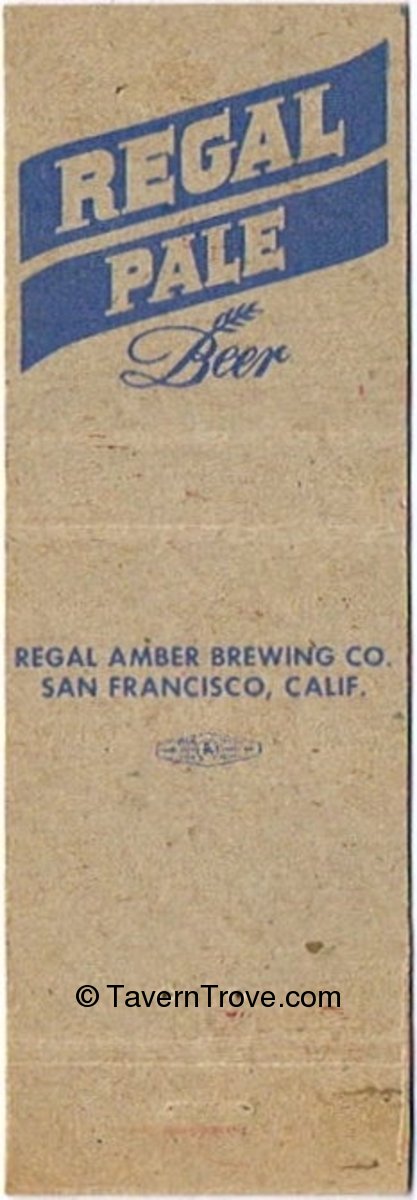 REGAL
PALE
Beer
REGAL AMBER BREWING CO.
SAN FRANCISCO, CALIF.
© TavernTrove.com